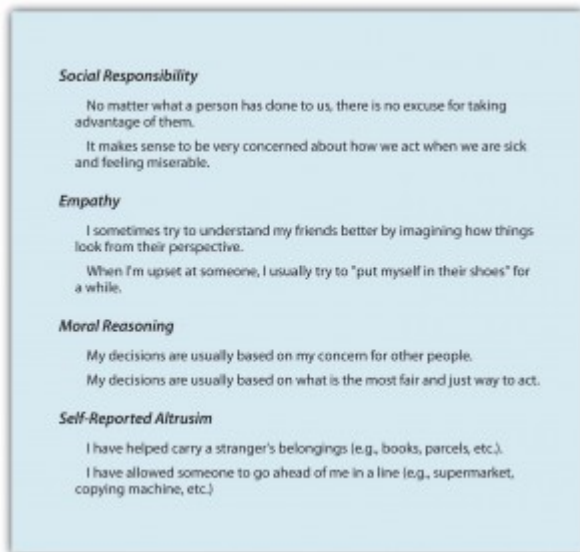 Social Responsibility
No matter what a person has done to us, there is no excuse for taking
advantage of them.
It makes sense to be very concerned about how we act when we are sick
and feeling miserable.
Empathy
I sometimes try to understand my friends better by imagining how things
look from their perspective.
When I'm upset at someone, I usually try to "put myself in their shoes" for
a while.
Moral Reasoning
My decisions are usually based on my concern for other people.
My decisions are usually based on what is the most fair and just way to act.
Self-Reported Altrusim
I have helped carry a stranger's belongings (e.g., books, parcels, etc.).
I have allowed someone to go ahead of me in a line (e.g., supermarket,
copying machine, etc.)